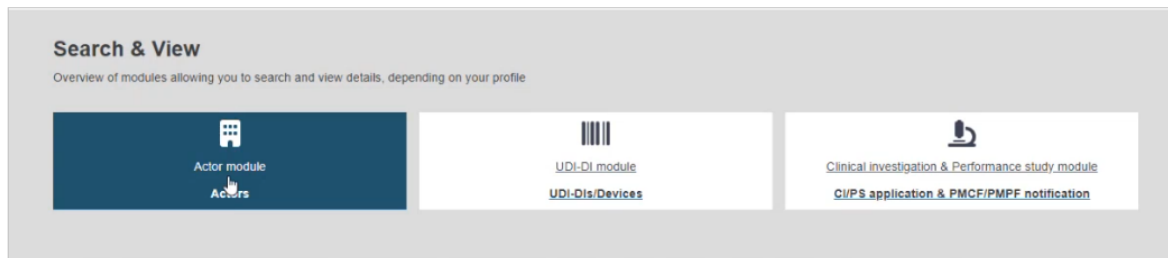 Search & View
Overview of modules allowing you to search and view details, depending on your profile
Actor module
Actors
UDI-DI module
UDI-DIs/Devices
Clinical investigation & Performance study module
CI/PS application & PMCF/PMPF notification